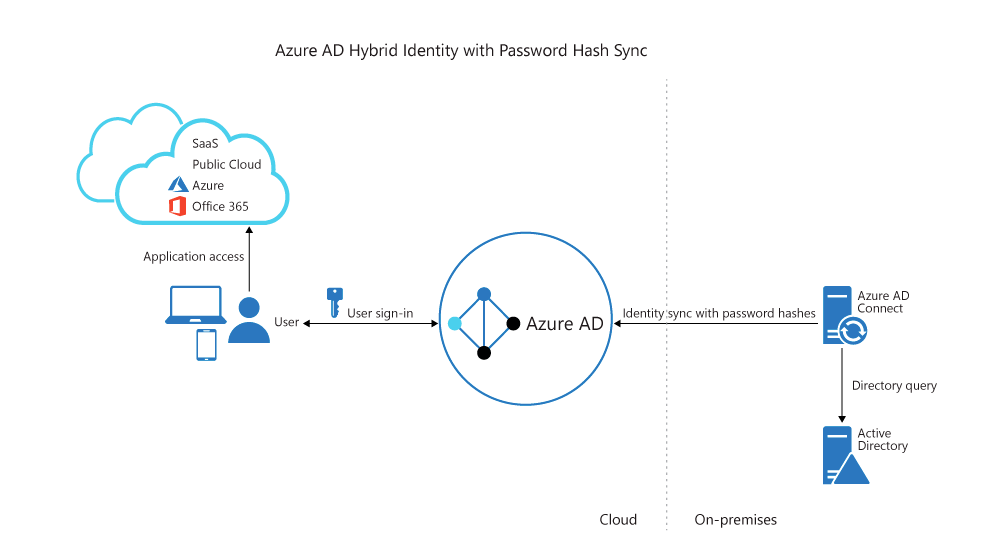 Azure AD Hybrid Identity with Password Hash Sync
SaaS
Public Cloud
Azure
Office 365
Application access
User
User sign-in
Azure AD
Identity sync with password hashes
Azure AD
Connect
Directory query
Active
Directory
Cloud
On-premises